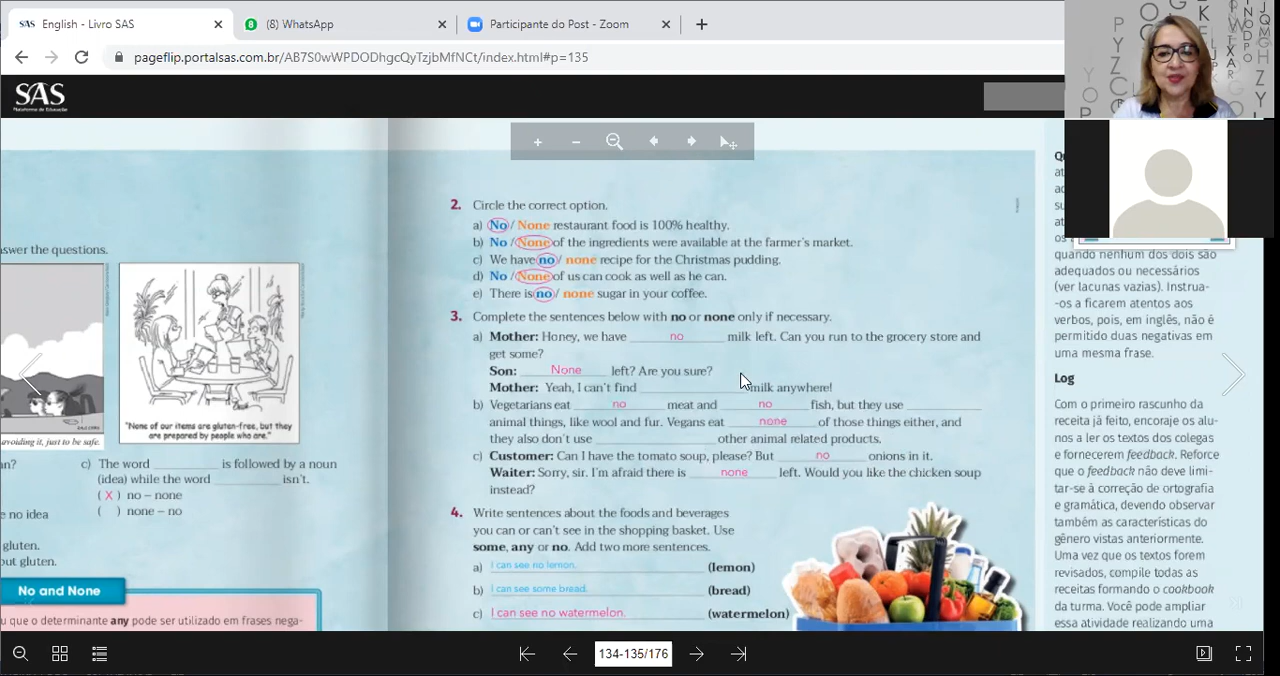 SAS English - Livro SAS
(8) WhatsApp
Participante do Post - Zoom
pageflip.portalsas.com.br/AB7S0wWPDODhgcQyTzjbMfNCt/index.html#p=135
SAS
Plataforma de Educação
swer the questions.
avoiding it, just to be safe.
"None of our items are gluten-free, but they
are prepared by people who are."
an?
c) The word ________ is followed by a noun
(idea) while the word ________ isn't.
( X ) no – none
( ) none – no
e no idea
gluten.
out gluten.
No and None
u que o determinante any pode ser utilizado em frases nega-
2. Circle the correct option.
a) No / None restaurant food is 100% healthy.
b) No / None of the ingredients were available at the farmer's market.
c) We have no / none recipe for the Christmas pudding.
d) No / None of us can cook as well as he can.
e) There is no / none sugar in your coffee.
3. Complete the sentences below with no or none only if necessary.
a) Mother: Honey, we have no milk left. Can you run to the grocery store and
get some?
Son: None left? Are you sure?
Mother: Yeah, I can't find ________ milk anywhere!
b) Vegetarians eat no meat and no fish, but they use ________
animal things, like wool and fur. Vegans eat none of those things either, and
they also don't use ________ other animal related products.
c) Customer: Can I have the tomato soup, please? But no onions in it.
Waiter: Sorry, sir. I'm afraid there is none left. Would you like the chicken soup
instead?
4. Write sentences about the foods and beverages
you can or can't see in the shopping basket. Use
some, any or no. Add two more sentences.
a) I can see no lemon. (lemon)
b) I can see some bread. (bread)
c) I can see no watermelon. (watermelon)
quando nenhum dos dois são
adequados ou necessários
(ver lacunas vazias). Instrua-
-os a ficarem atentos aos
verbos, pois, em inglês, não é
permitido duas negativas em
uma mesma frase.
Log
Com o primeiro rascunho da
receita já feito, encoraje os alu-
nos a ler os textos dos colegas
e fornecerem feedback. Reforce
que o feedback não deve limi-
tar-se à correção de ortografia
e gramática, devendo observar
também as características do
gênero vistas anteriormente.
Uma vez que os textos forem
revisados, compile todas as
receitas formando o cookbook
da turma. Você pode ampliar
essa atividade realizando uma
134-135/176